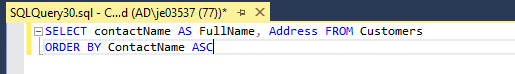 SQLQuery30.sql - C...d (AD\je03537 (77))*
SELECT contactName AS FullName, Address FROM Customers
ORDER BY ContactName ASC